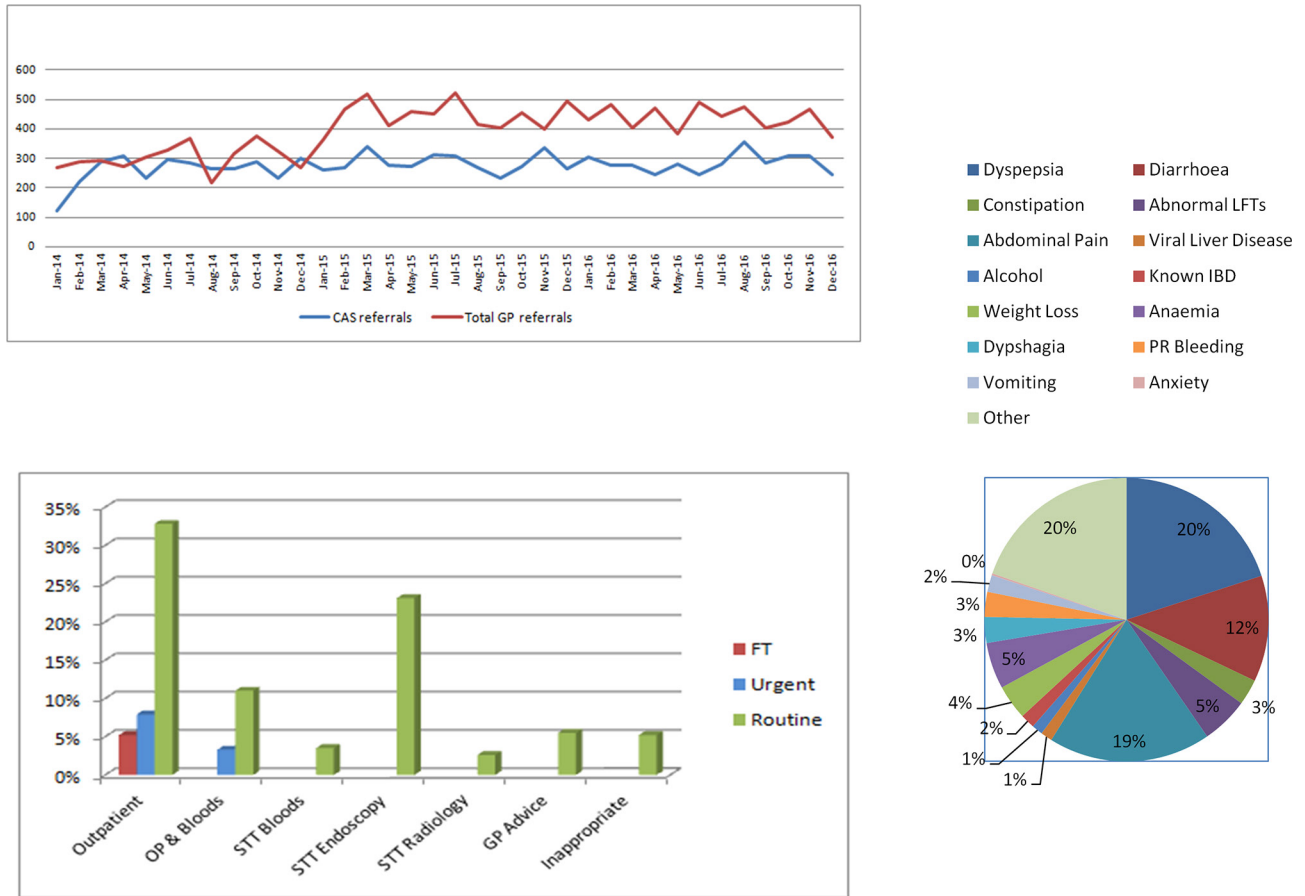 600
500
400
300
200
100
0
Jan-14
Feb-14
Mar-14
Apr-14
May-14
Jun-14
Jul-14
Aug-14
Sep-14
Oct-14
Nov-14
Dec-14
Jan-15
Feb-15
Mar-15
Apr-15
May-15
Jun-15
Jul-15
Aug-15
Sep-15
Oct-15
Nov-15
Dec-15
Jan-16
Feb-16
Mar-16
Apr-16
May-16
Jun-16
Jul-16
Aug-16
Sep-16
Oct-16
Nov-16
Dec-16
CAS referrals Total GP referrals
Dyspepsia Diarrhoea
Constipation Abnormal LFTs
Abdominal Pain Viral Liver Disease
Alcohol Known IBD
Weight Loss Anaemia
Dypshagia PR Bleeding
Vomiting Anxiety
Other
35%
30%
25%
20%
15%
10%
5%
0%
Outpatient
OP & Bloods
STT Bloods
STT Endoscopy
STT Radiology
GP Advice
Inappropriate
FT
Urgent
Routine
20%
12%
3%
5%
19%
1%
1%
2%
4%
5%
3%
3%
2%
0%
20%